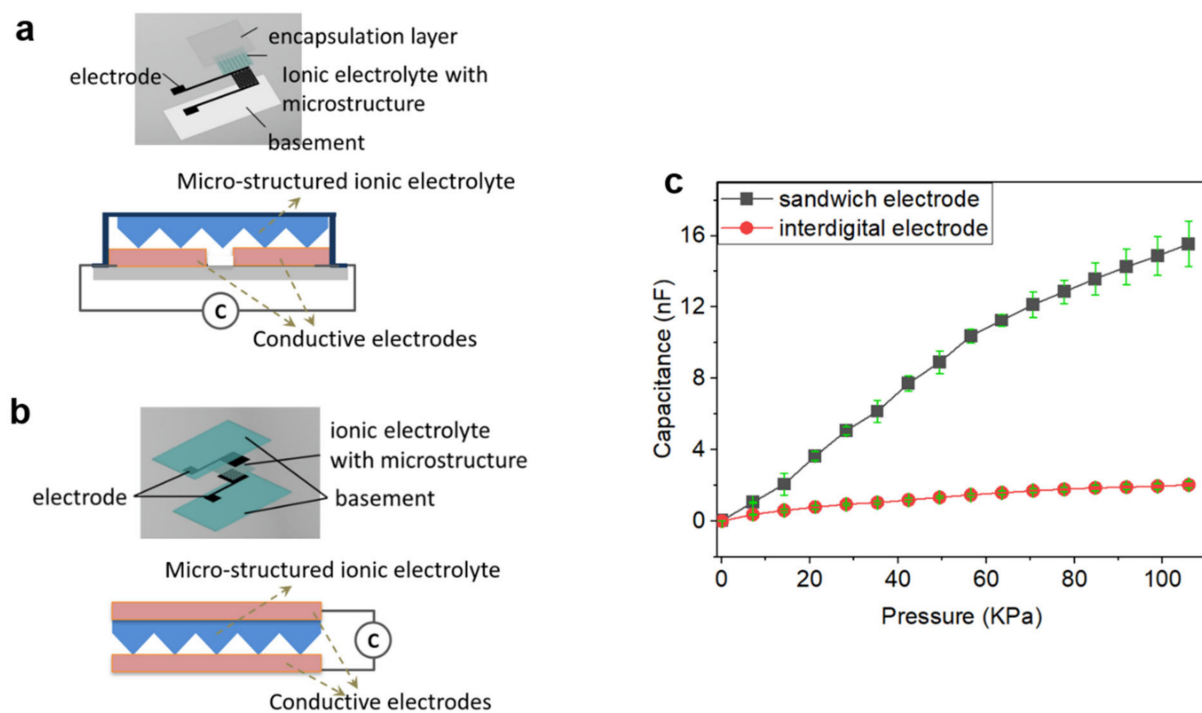 a
encapsulation layer
electrode
Ionic electrolyte with
microstructure
basement
Micro-structured ionic electrolyte
C
Conductive electrodes
b
ionic electrolyte
with microstructure
electrode
basement
Micro-structured ionic electrolyte
C
Conductive electrodes
c
sandwich electrode
interdigital electrode
16
12
8
4
0
Capacitance (nF)
0 20 40 60 80 100
Pressure (KPa)